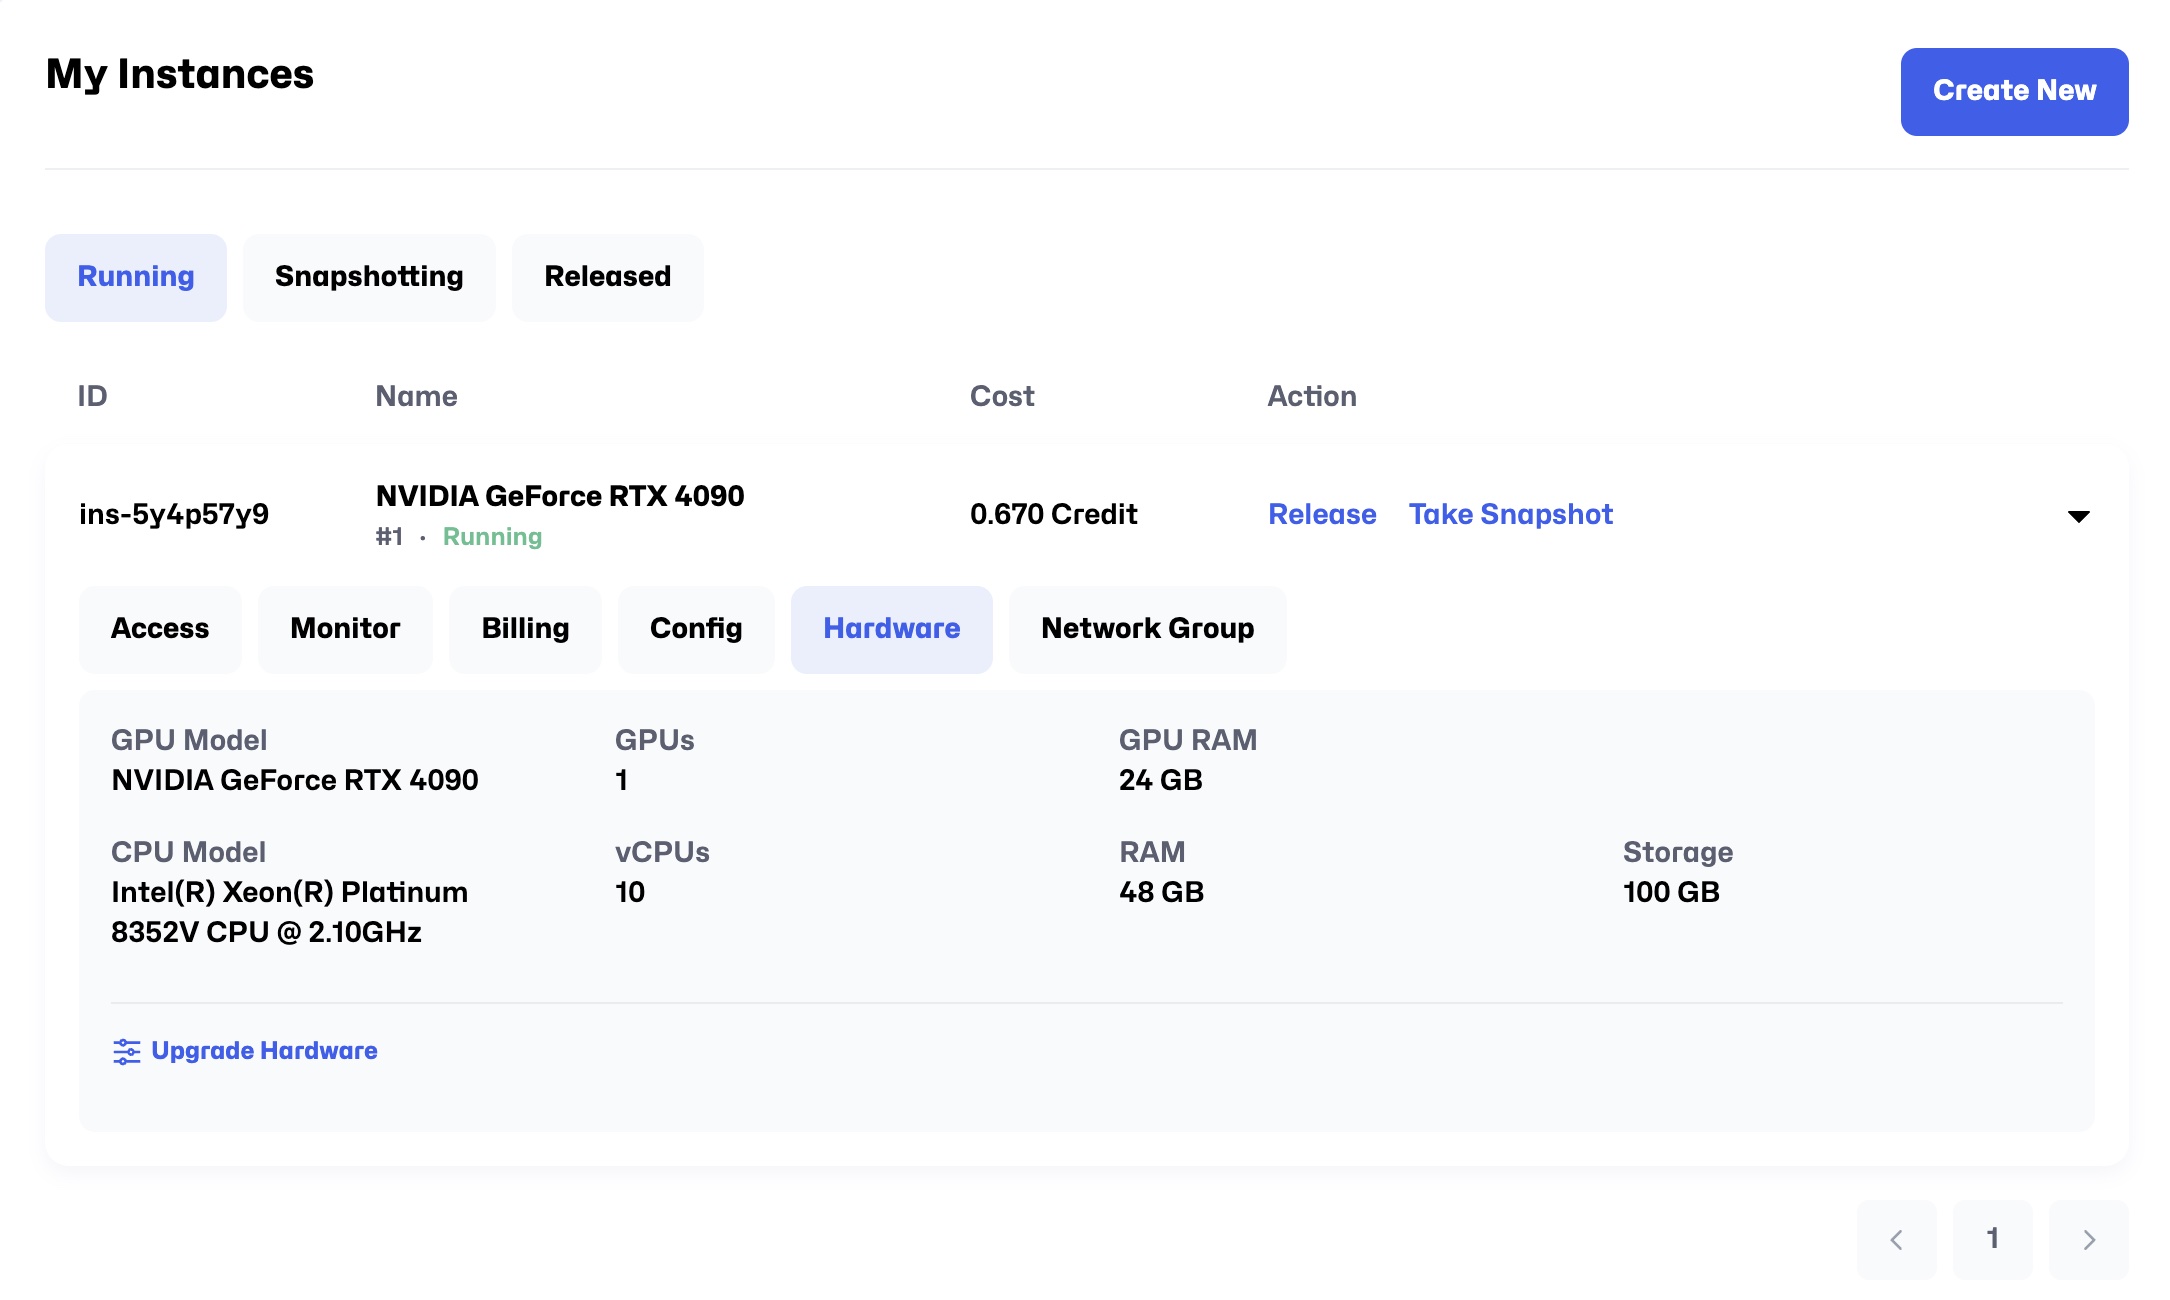 My Instances
Create New
Running
Snapshotting
Released
ID
Name
Cost
Action
ins-5y4p57y9
NVIDIA GeForce RTX 4090
#1 · Running
0.670 Credit
Release
Take Snapshot
Access
Monitor
Billing
Config
Hardware
Network Group
GPU Model
NVIDIA GeForce RTX 4090
GPUs
1
GPU RAM
24 GB
CPU Model
Intel(R) Xeon(R) Platinum
8352V CPU @ 2.10GHz
vCPUs
10
RAM
48 GB
Storage
100 GB
Upgrade Hardware
1